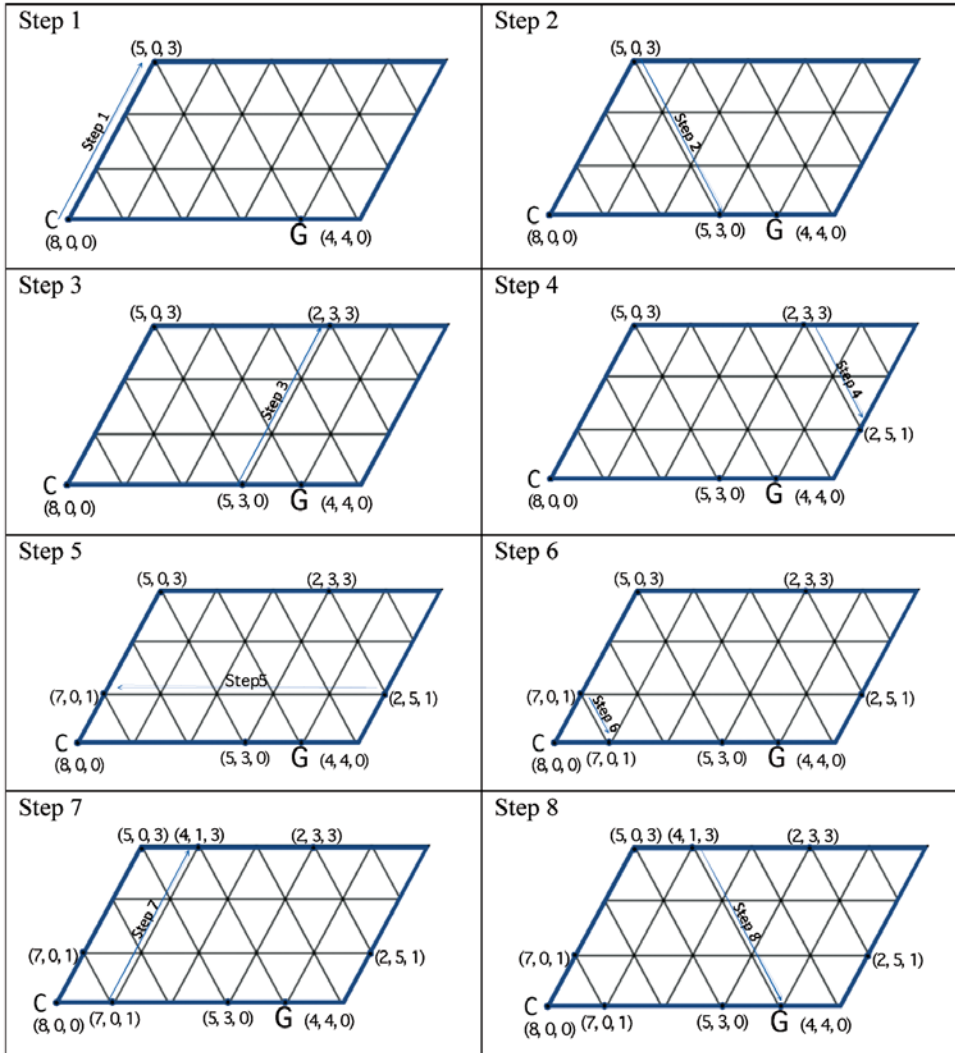 Step 1
(5, 0, 3)
Step 1
C
(8, 0, 0)
G
(4, 4, 0)
Step 2
(5, 0, 3)
Step 2
C
(8, 0, 0)
(5, 3, 0)
G
(4, 4, 0)
Step 3
(5, 0, 3)
(2, 3, 3)
Step 3
C
(8, 0, 0)
(5, 3, 0)
G
(4, 4, 0)
Step 4
(5, 0, 3)
(2, 3, 3)
Step 4
(2, 5, 1)
C
(8, 0, 0)
(5, 3, 0)
G
(4, 4, 0)
Step 5
(5, 0, 3)
(2, 3, 3)
(7, 0, 1)
Step5
(2, 5, 1)
C
(8, 0, 0)
(5, 3, 0)
G
(4, 4, 0)
Step 6
(5, 0, 3)
(2, 3, 3)
(7, 0, 1)
Step 6
(2, 5, 1)
C
(8, 0, 0)
(7, 0, 1)
(5, 3, 0)
G
(4, 4, 0)
Step 7
(5, 0, 3) (4, 1, 3)
(2, 3, 3)
Step 7
(7, 0, 1)
(2, 5, 1)
C
(8, 0, 0)
(7, 0, 1)
(5, 3, 0)
G
(4, 4, 0)
Step 8
(5, 0, 3) (4, 1, 3)
(2, 3, 3)
Step 8
(7, 0, 1)
(2, 5, 1)
C
(8, 0, 0)
(7, 0, 1)
(5, 3, 0)
G
(4, 4, 0)